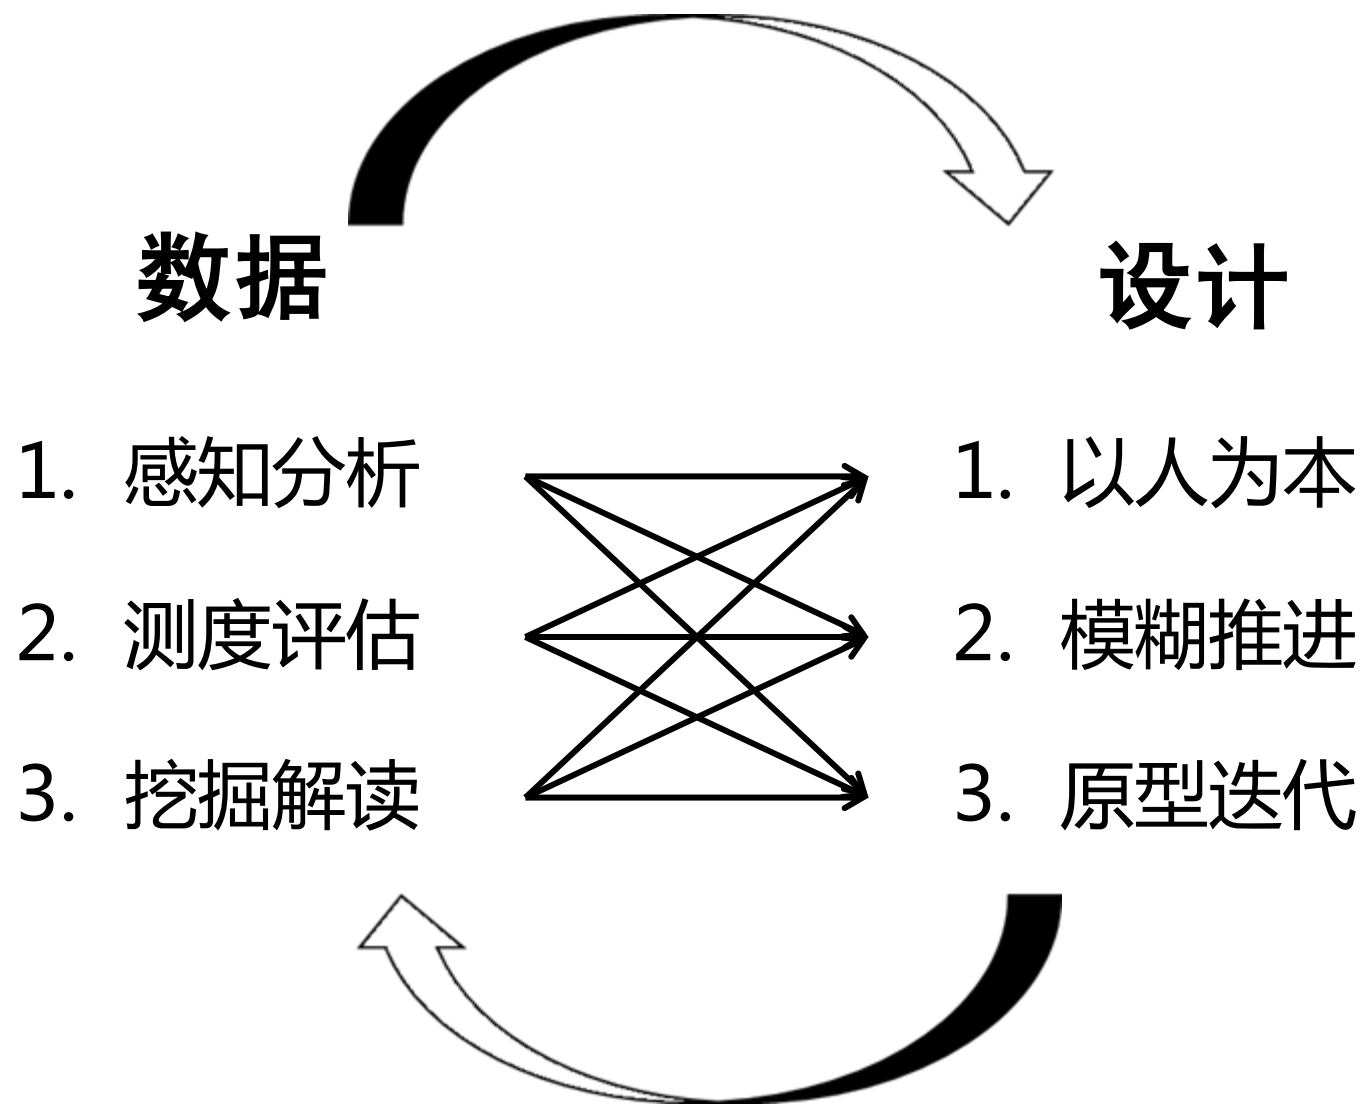 数据
设计
1. 感知分析
1. 以人为本
2. 测度评估
2. 模糊推进
3. 挖掘解读
3. 原型迭代